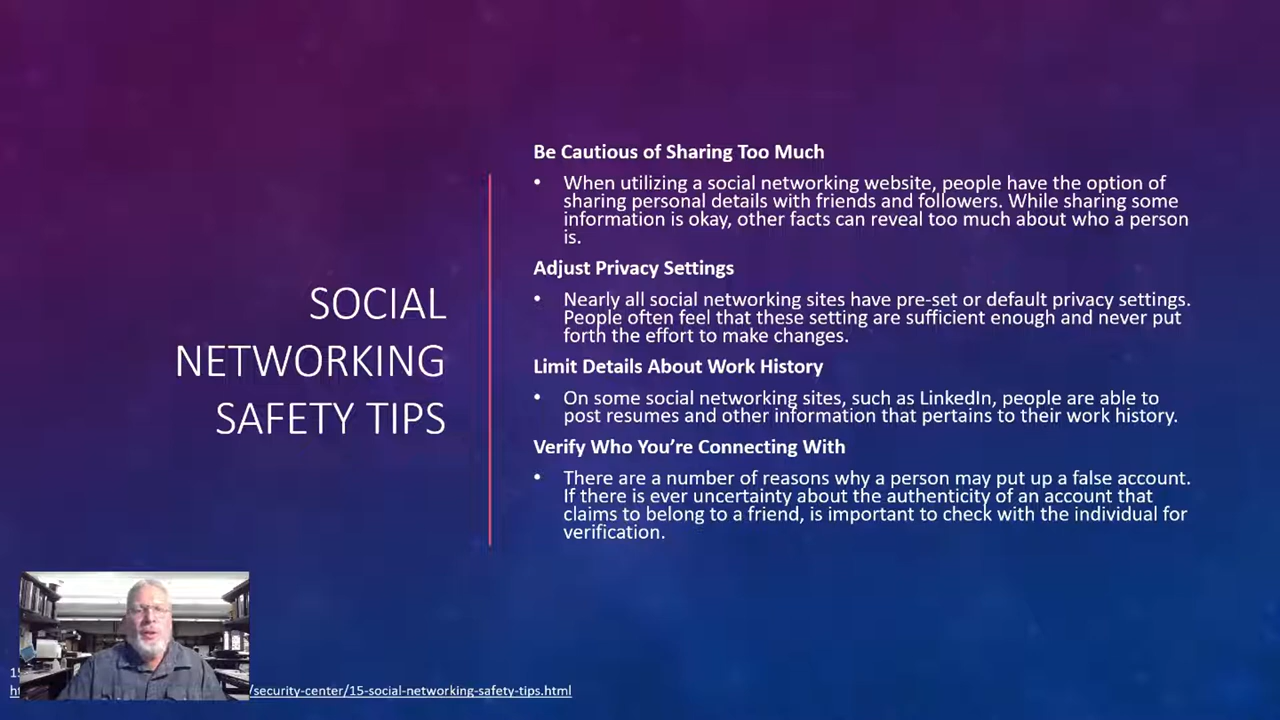 SOCIAL
NETWORKING
SAFETY TIPS
Be Cautious of Sharing Too Much
• When utilizing a social networking website, people have the option of
sharing personal details with friends and followers. While sharing some
information is okay, other facts can reveal too much about who a person
is.
Adjust Privacy Settings
• Nearly all social networking sites have pre-set or default privacy settings.
People often feel that these setting are sufficient enough and never put
forth the effort to make changes.
Limit Details About Work History
• On some social networking sites, such as LinkedIn, people are able to
post resumes and other information that pertains to their work history.
Verify Who You’re Connecting With
• There are a number of reasons why a person may put up a false account.
If there is ever uncertainty about the authenticity of an account that
claims to belong to a friend, is important to check with the individual for
verification.
/security-center/15-social-networking-safety-tips.html